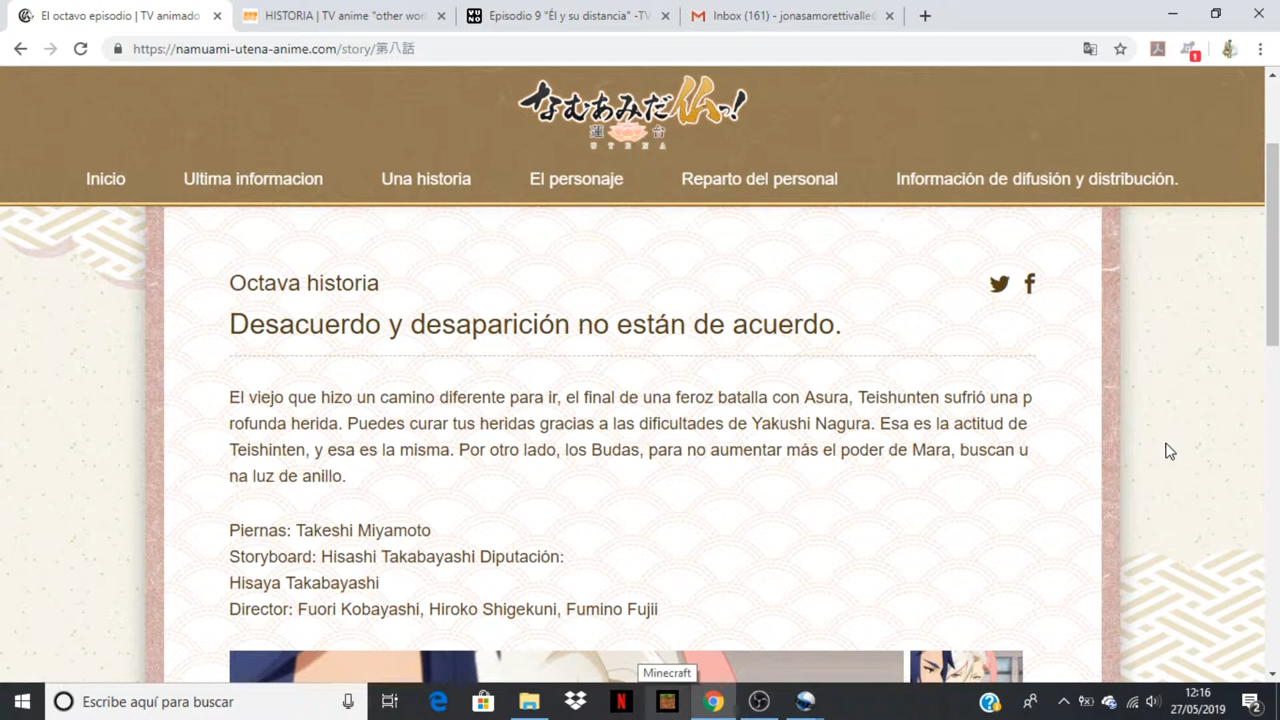 El octavo episodio | TV animado
HISTORIA | TV anime "other worl
Episodio 9 "Él y su distancia" -TV
Inbox (161) - jonasamorettivalle
https://namuami-utena-anime.com/story/第八話
1
なむあみだ仏っ!
蓮 台
UTENA
Inicio
Ultima informacion
Una historia
El personaje
Reparto del personal
Información de difusión y distribución.
Octava historia
Desacuerdo y desaparición no están de acuerdo.
El viejo que hizo un camino diferente para ir, el final de una feroz batalla con Asura, Teishunten sufrió una p
rofunda herida. Puedes curar tus heridas gracias a las dificultades de Yakushi Nagura. Esa es la actitud de
Teishinten, y esa es la misma. Por otro lado, los Budas, para no aumentar más el poder de Mara, buscan u
na luz de anillo.
Piernas: Takeshi Miyamoto
Storyboard: Hisashi Takabayashi Diputación:
Hisaya Takabayashi
Director: Fuori Kobayashi, Hiroko Shigekuni, Fumino Fujii
Minecraft
Escribe aquí para buscar
12:16
27/05/2019
2